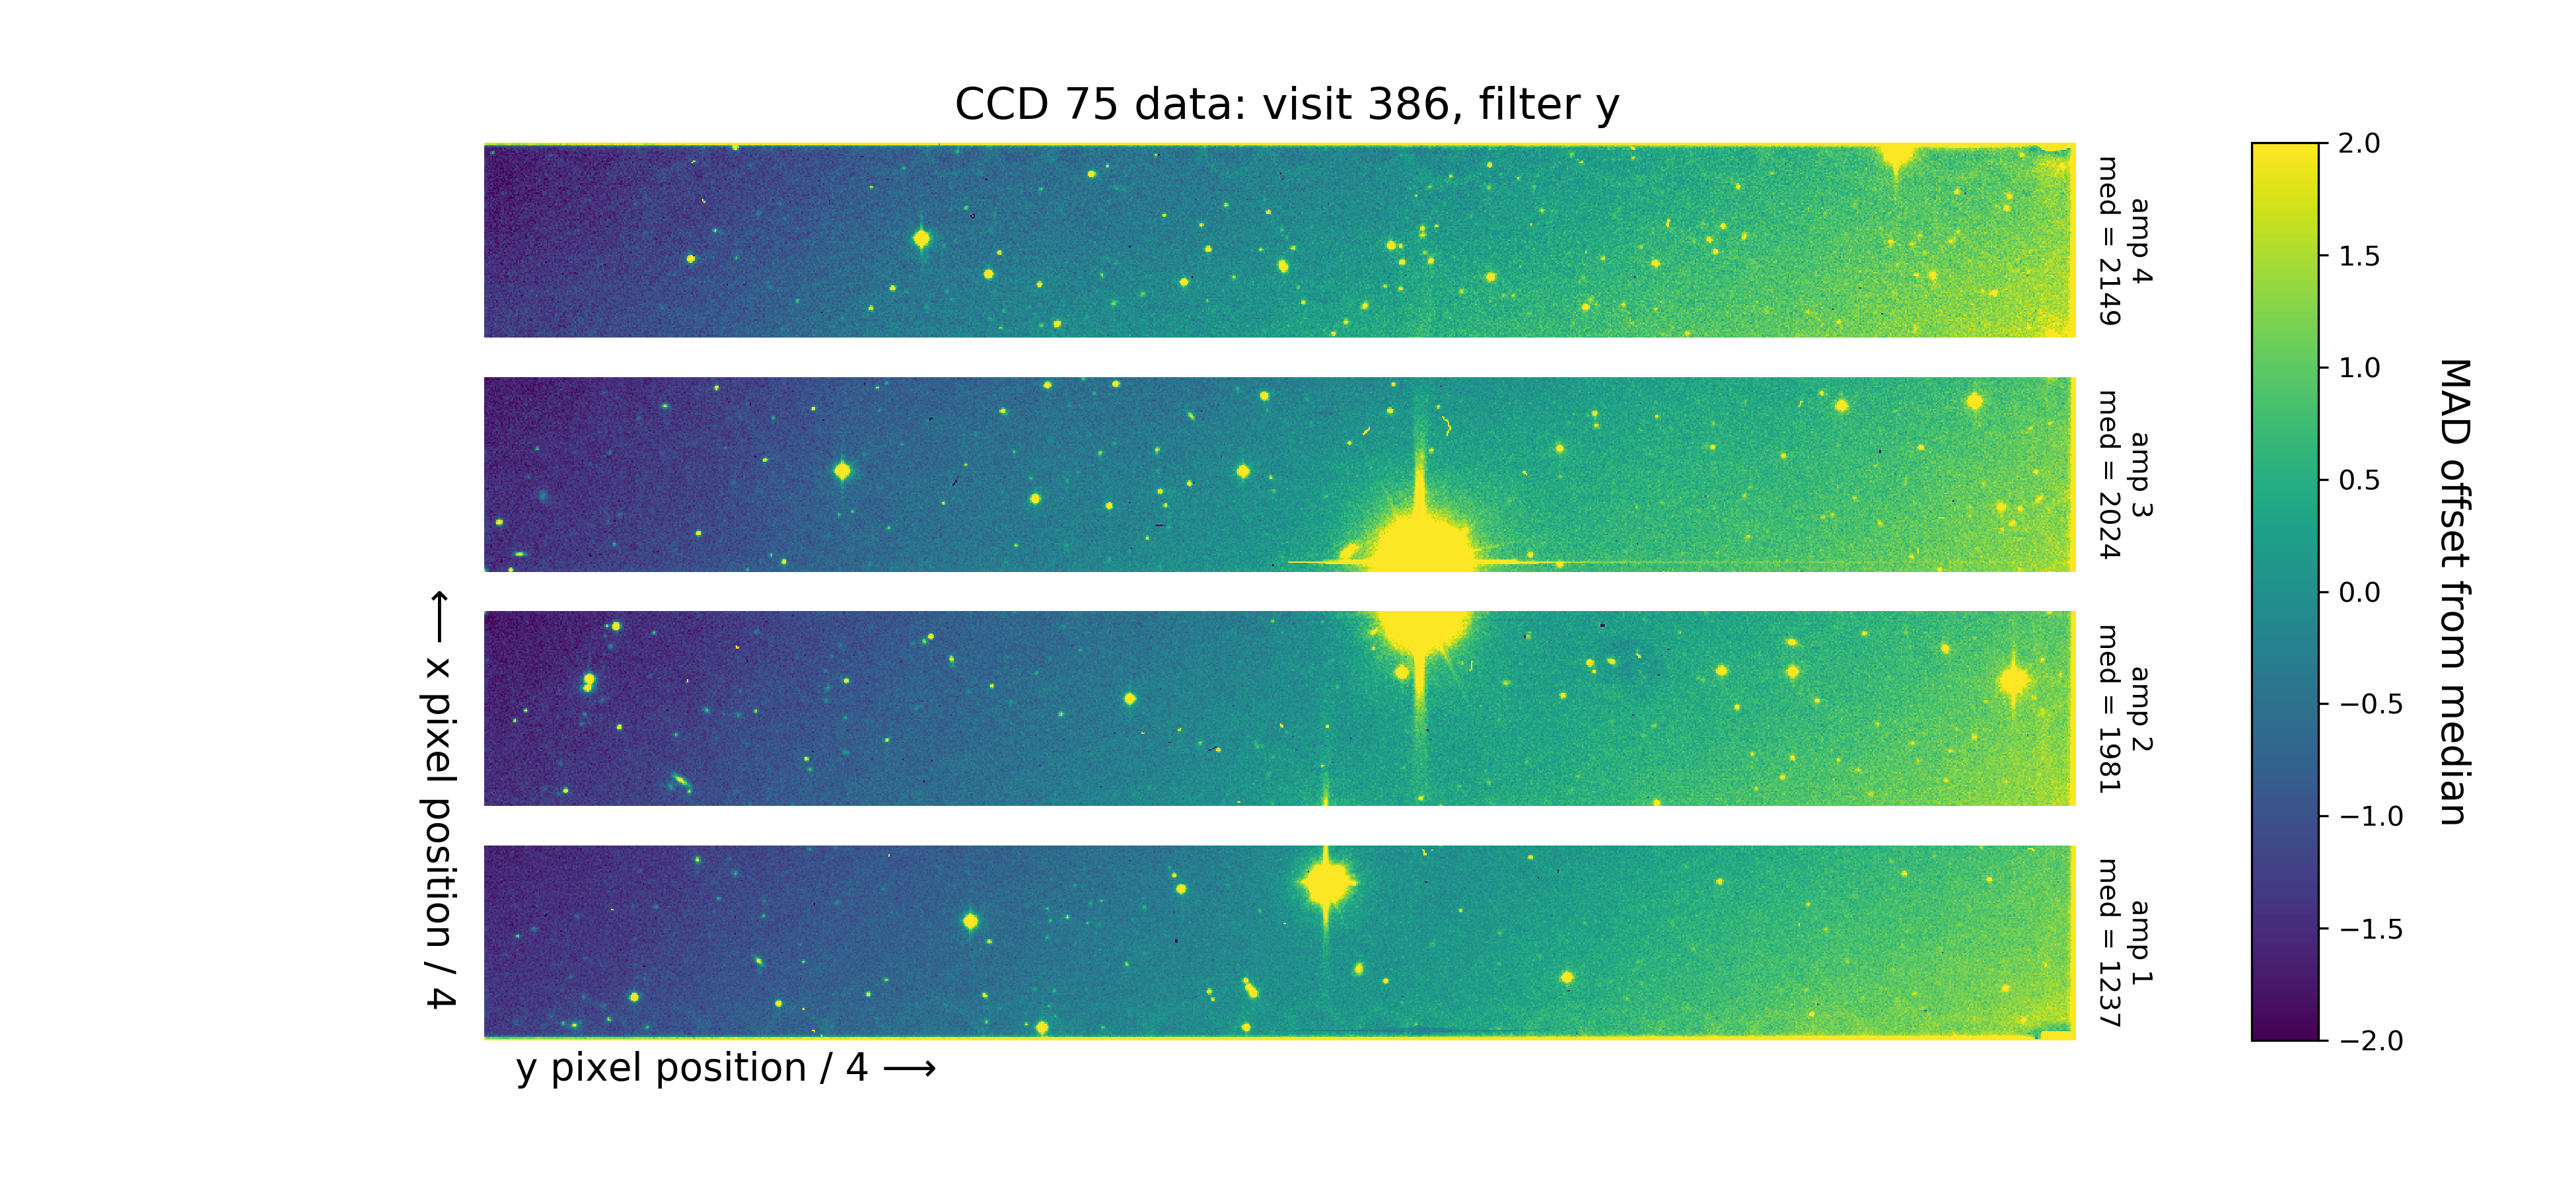 CCD 75 data: visit 386, filter y
amp 4
med = 2149
amp 3
med = 2024
amp 2
med = 1981
amp 1
med = 1237
⟵ x pixel position / 4
y pixel position / 4 ⟶
2.0
1.5
1.0
0.5
0.0
−0.5
−1.0
−1.5
−2.0
MAD offset from median